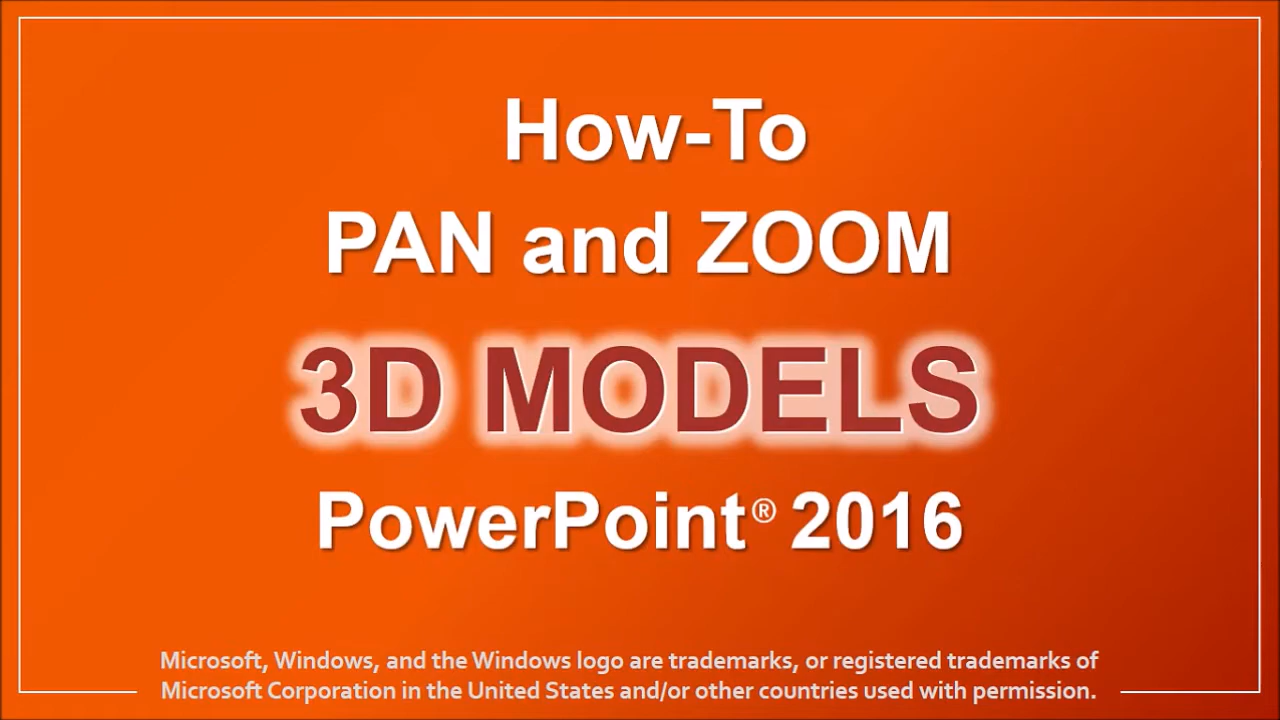 How-To
PAN and ZOOM
3D MODELS
PowerPoint® 2016
Microsoft, Windows, and the Windows logo are trademarks, or registered trademarks of
Microsoft Corporation in the United States and/or other countries used with permission.